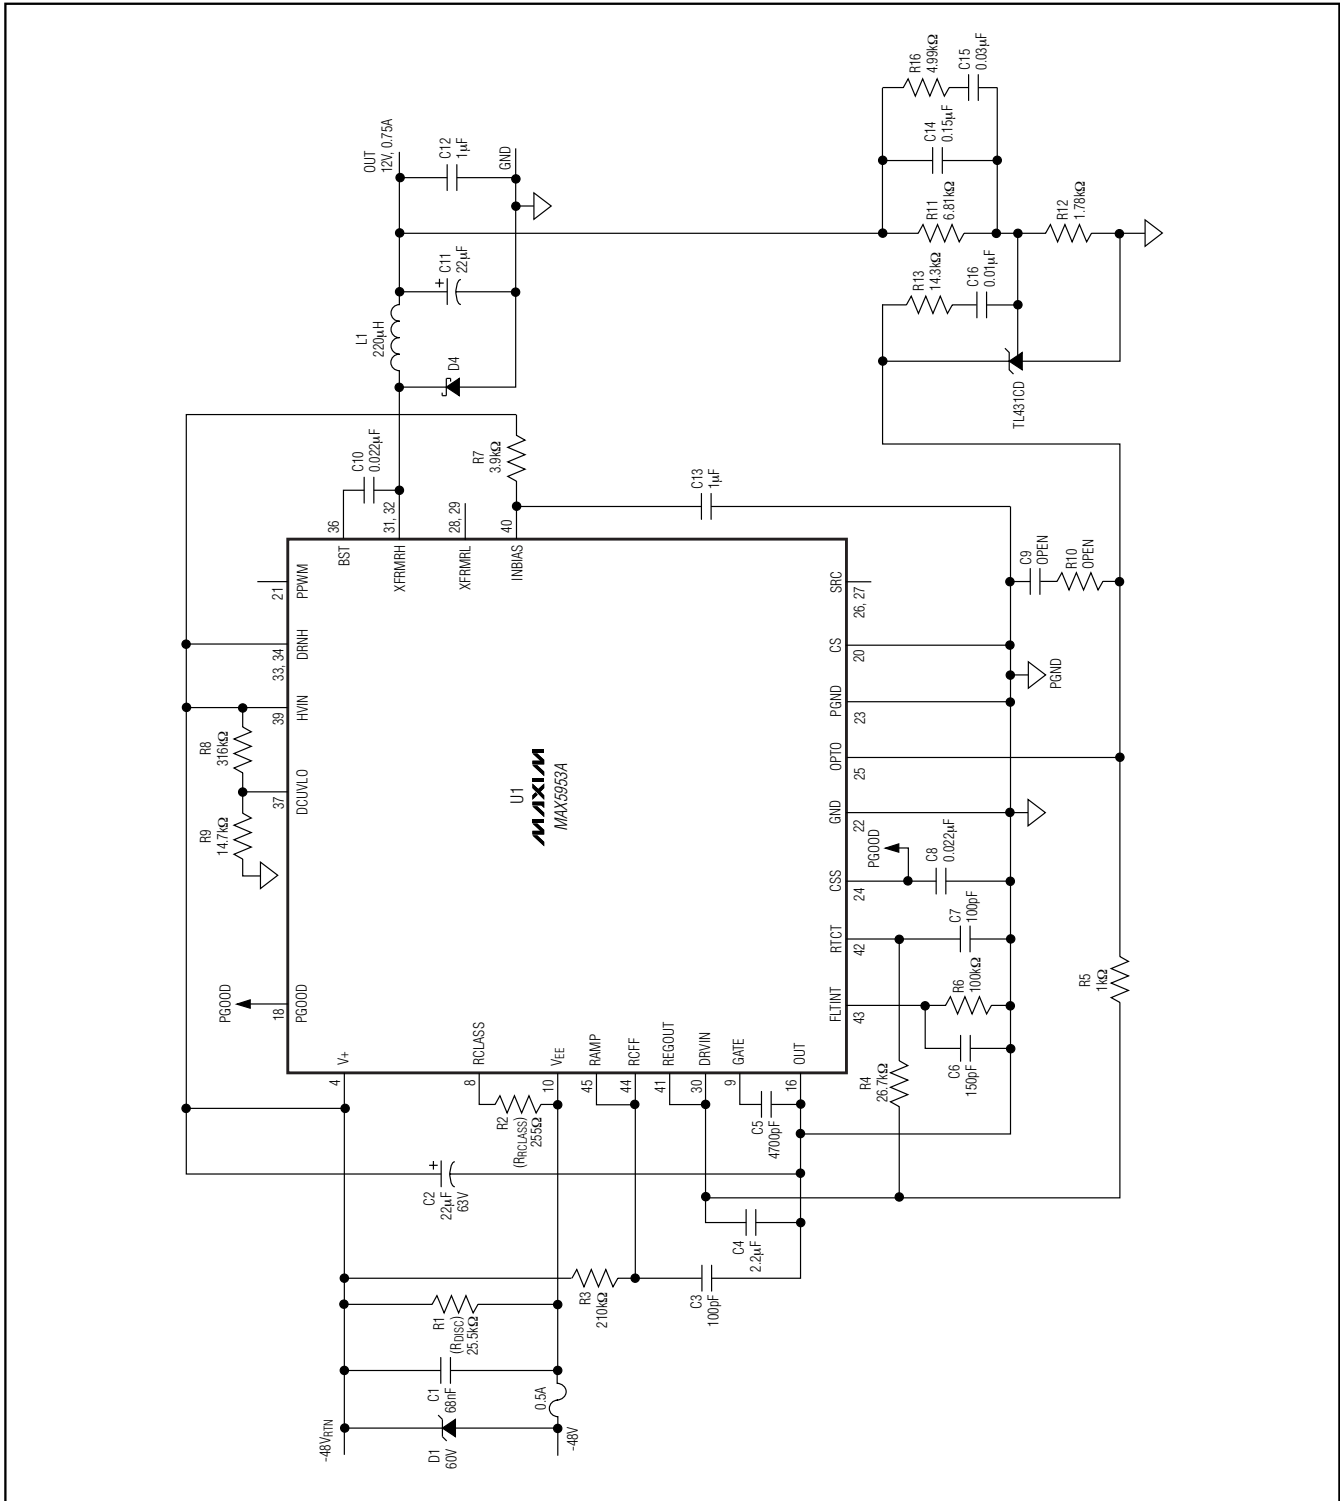 R16
4.99kΩ
C15
0.03µF
C14
0.15µF
R11
6.81kΩ
R12
1.78kΩ
R13
14.3kΩ
C16
0.01µF
TL431CD
OUT
12V, 0.75A
C12
1µF
GND
C11
22µF
+
L1
220µH
D4
C10
0.022µF
R7
3.9kΩ
C13
1µF
36
BST
31, 32
XFRMRH
28, 29
XFRMRL
40
INBIAS
21
PPWM
33, 34
DRNH
39
HVIN
37
DCUVLO
R8
316kΩ
R9
14.7kΩ
PGOOD
18
PGOOD
U1
MAXIM
MAX5953A
SRC
26, 27
CS
20
PGND
23
OPTO
25
GND
22
CSS
24
RTCT
42
FLTINT
43
C9
OPEN
R10
OPEN
PGND
PGOOD
C8
0.022µF
C7
100pF
R6
100kΩ
C6
150pF
R5
1kΩ
R4
26.7kΩ
4
V+
8
RCLASS
10
VEE
45
RAMP
44
RCFF
41
REGOUT
30
DRVIN
9
GATE
16
OUT
R2
(RRCLASS)
255Ω
C5
4700pF
C2
22µF
63V
+
C4
2.2µF
R3
210kΩ
C3
100pF
R1
(RDISC)
25.5kΩ
C1
68nF
0.5A
D1
60V
-48VRTN
-48V